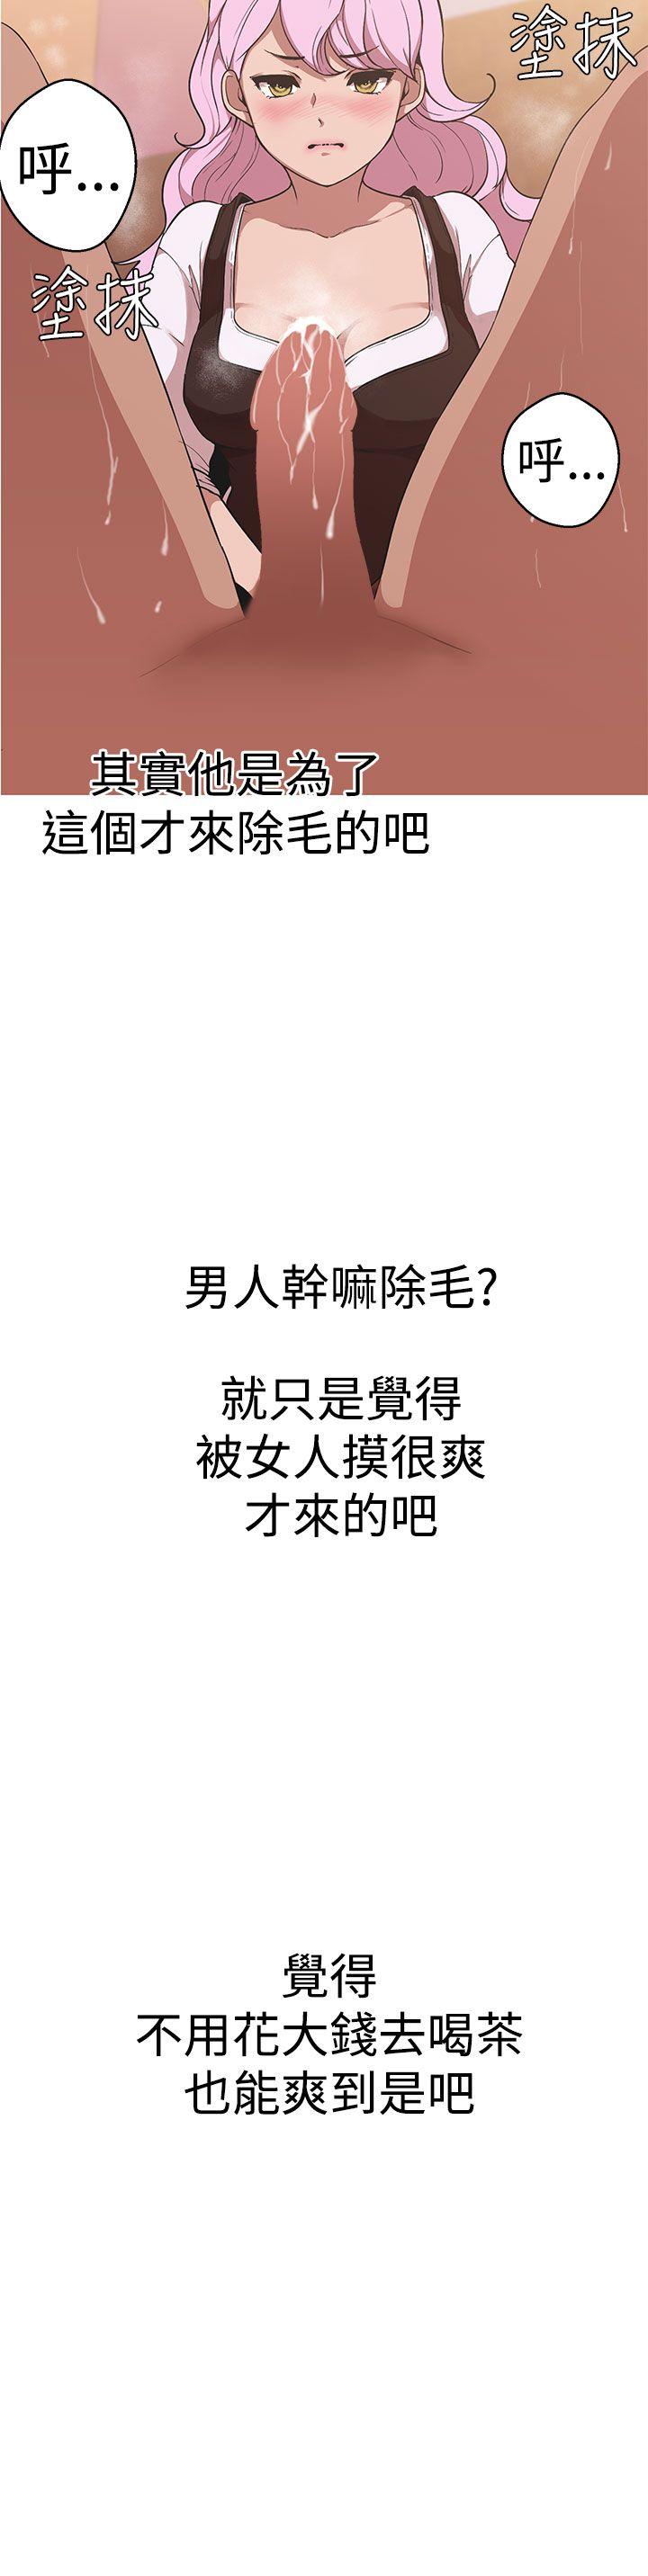 塗抹
呼...
塗抹
呼...
其實他是為了
這個才來除毛的吧
男人幹嘛除毛?
就只是覺得
被女人摸很爽
才來的吧
覺得
不用花大錢去喝茶
也能爽到是吧